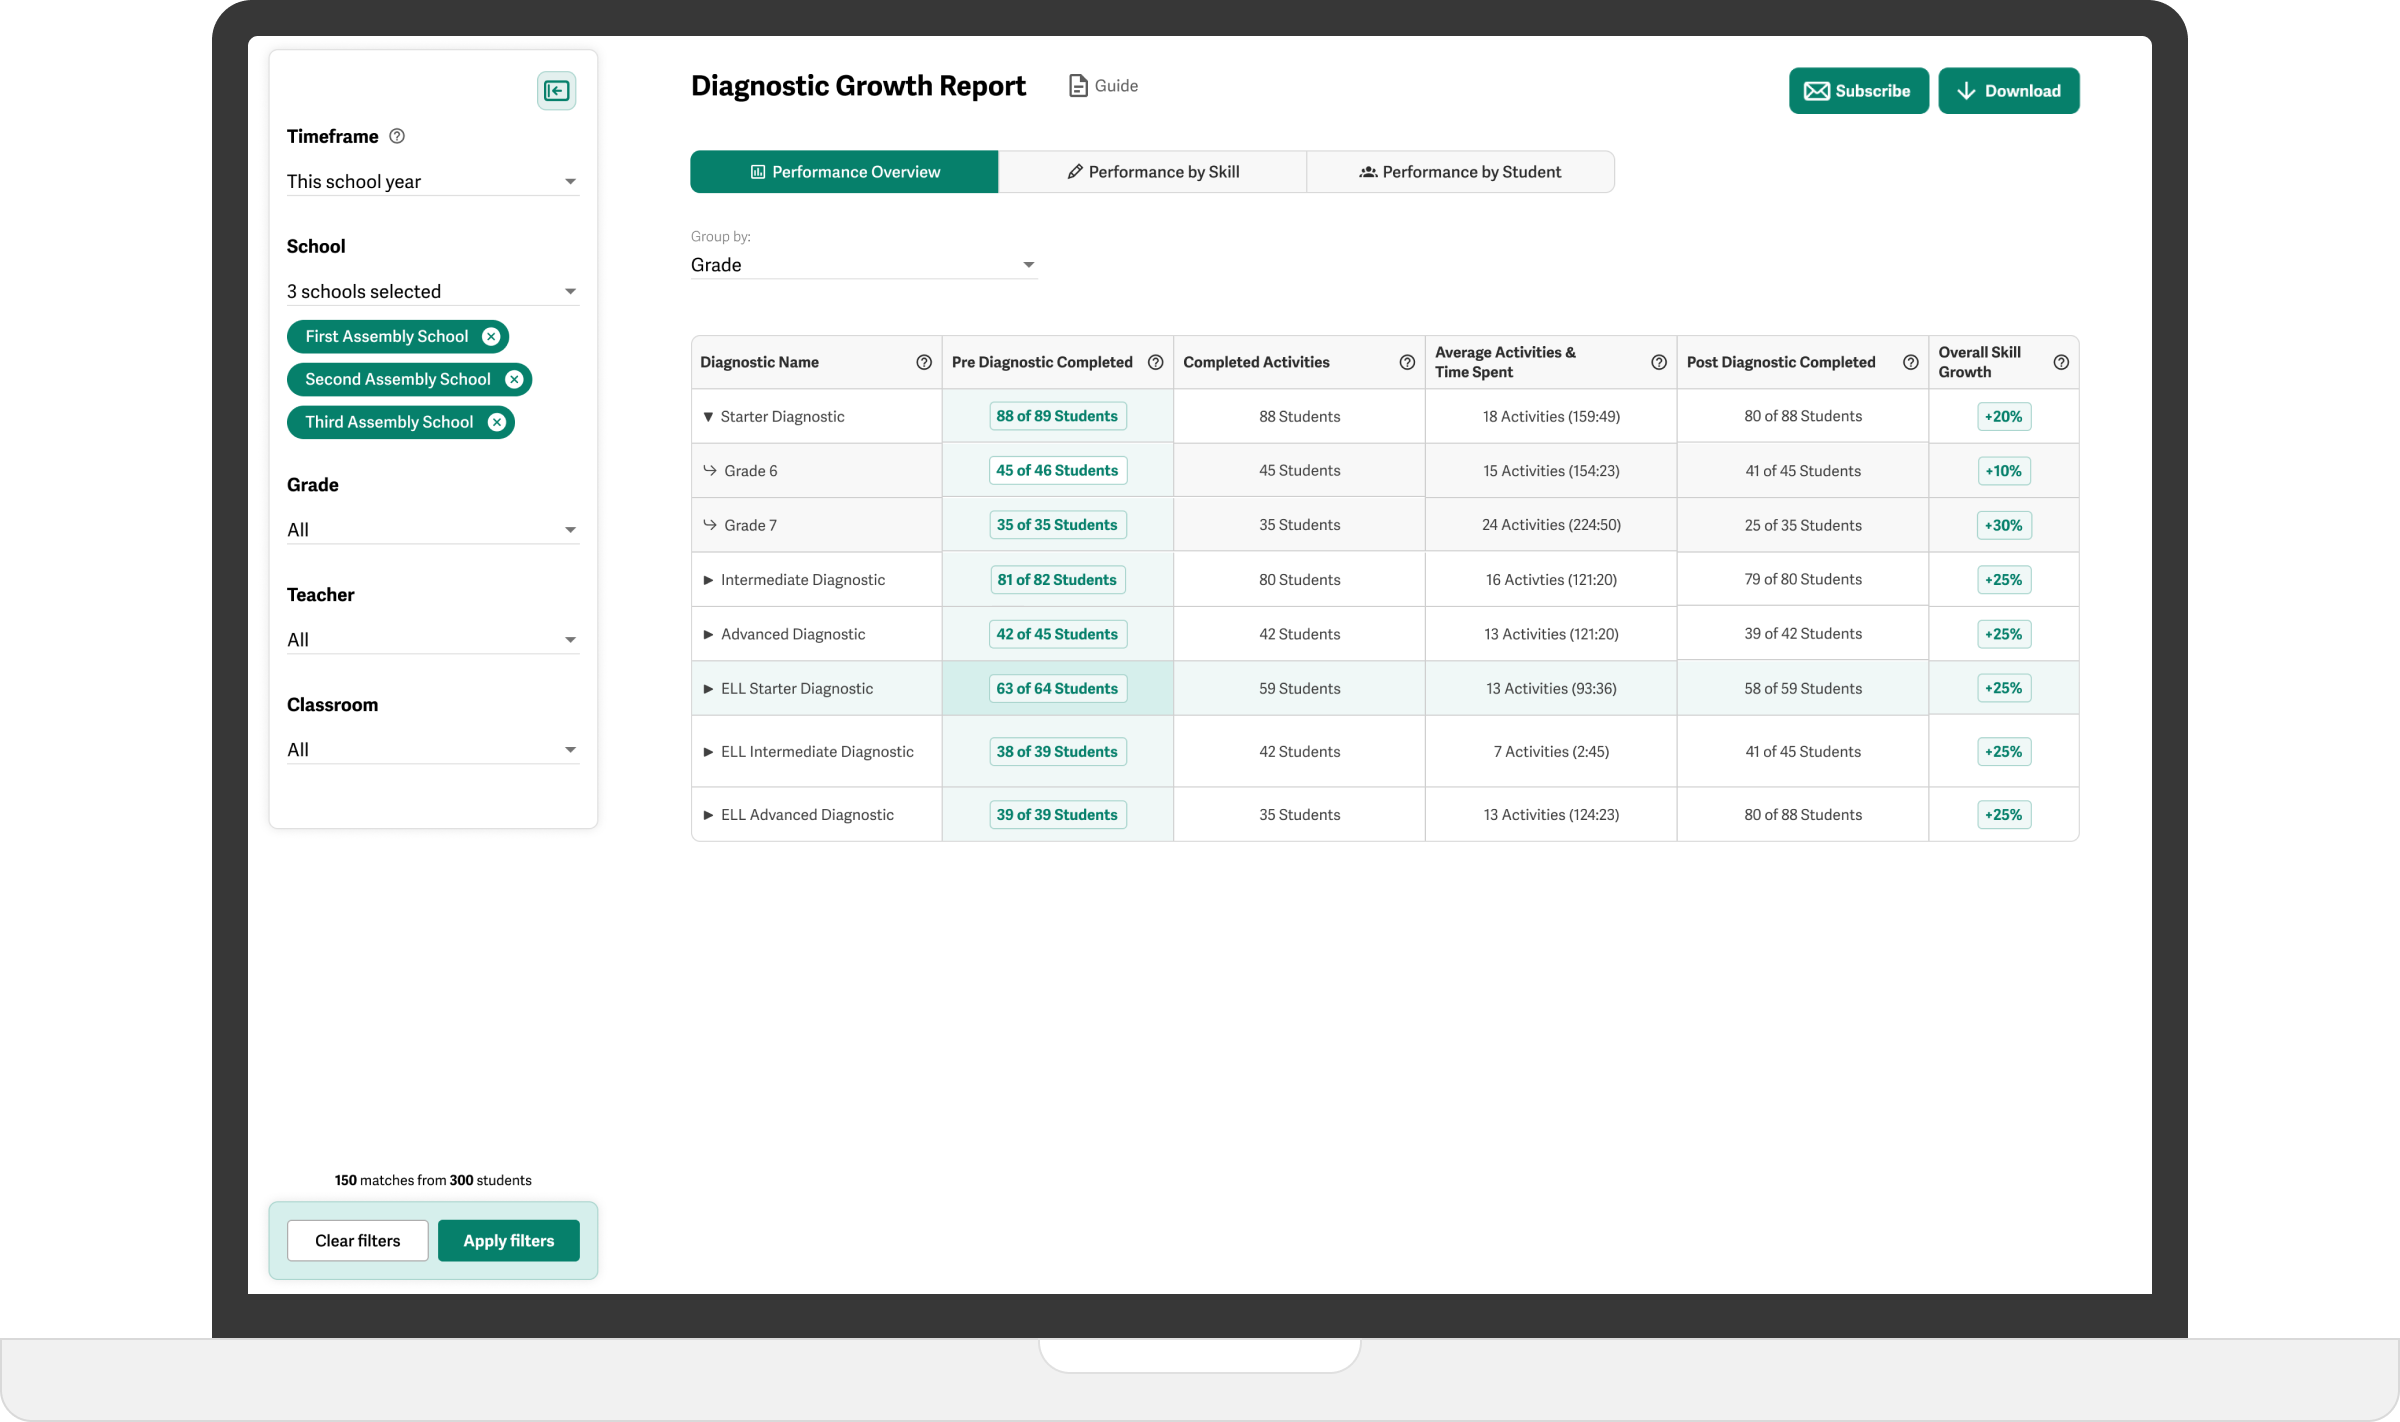 Timeframe
This school year
School
3 schools selected
First Assembly School
Second Assembly School
Third Assembly School
Grade
All
Teacher
All
Classroom
All
150 matches from 300 students
Clear filters Apply filters
Diagnostic Growth Report Guide
Subscribe Download
Performance Overview Performance by Skill Performance by Student
Group by:
Grade
Diagnostic Name Pre Diagnostic Completed Completed Activities Average Activities & Time Spent Post Diagnostic Completed Overall Skill Growth
Starter Diagnostic 88 of 89 Students 88 Students 18 Activities (159:49) 80 of 88 Students +20%
Grade 6 45 of 46 Students 45 Students 15 Activities (154:23) 41 of 45 Students +10%
Grade 7 35 of 35 Students 35 Students 24 Activities (224:50) 25 of 35 Students +30%
Intermediate Diagnostic 81 of 82 Students 80 Students 16 Activties (121:20) 79 of 80 Students +25%
Advanced Diagnostic 42 of 45 Students 42 Students 13 Activities (121:20) 39 of 42 Students +25%
ELL Starter Diagnostic 63 of 64 Students 59 Students 13 Activities (93:36) 58 of 59 Students +25%
ELL Intermediate Diagnostic 38 of 39 Students 42 Students 7 Activities (2:45) 41 of 45 Students +25%
ELL Advanced Diagnostic 39 of 39 Students 35 Students 13 Activities (124:23) 80 of 88 Students +25%